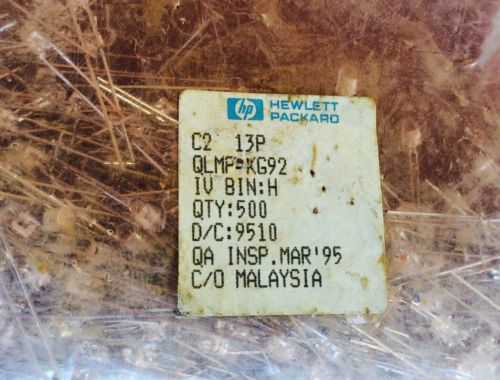 hp HEWLETT
PACKARD
C2 13P
QLMP-KG92
IV BIN:H
QTY:500
D/C:9510
QA INSP.MAR'95
C/O MALAYSIA